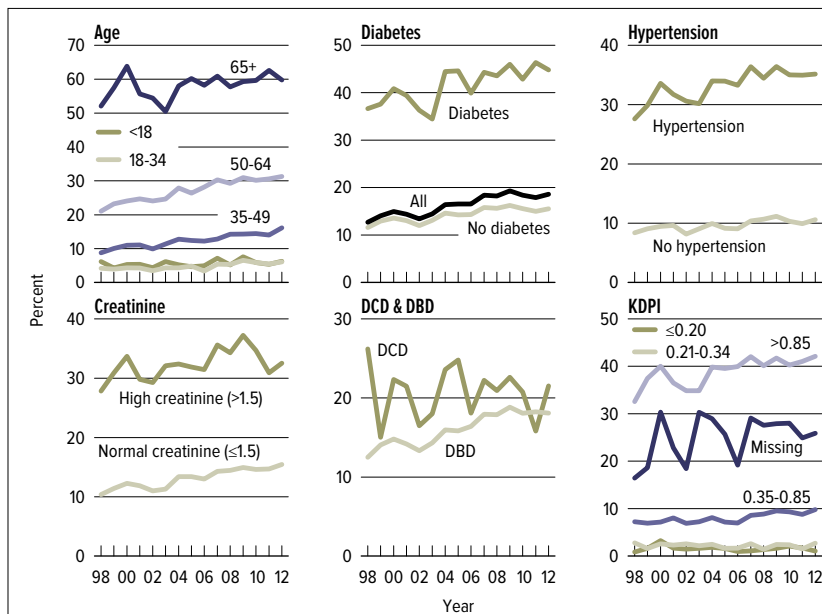 Age
70
60
50
40
30
20
10
0
65+
<18
18-34
50-64
35-49
Diabetes
50
40
30
20
10
0
Diabetes
All
No diabetes
Hypertension
40
30
20
10
0
Hypertension
No hypertension
Percent
Creatinine
40
30
20
10
0
High creatinine (>1.5)
Normal creatinine (≤1.5)
98 00 02 04 06 08 10 12
DCD & DBD
30
20
10
0
DCD
DBD
98 00 02 04 06 08 10 12
KDPI
50
40
30
20
10
0
≤0.20
0.21-0.34
>0.85
Missing
0.35-0.85
98 00 02 04 06 08 10 12
Year